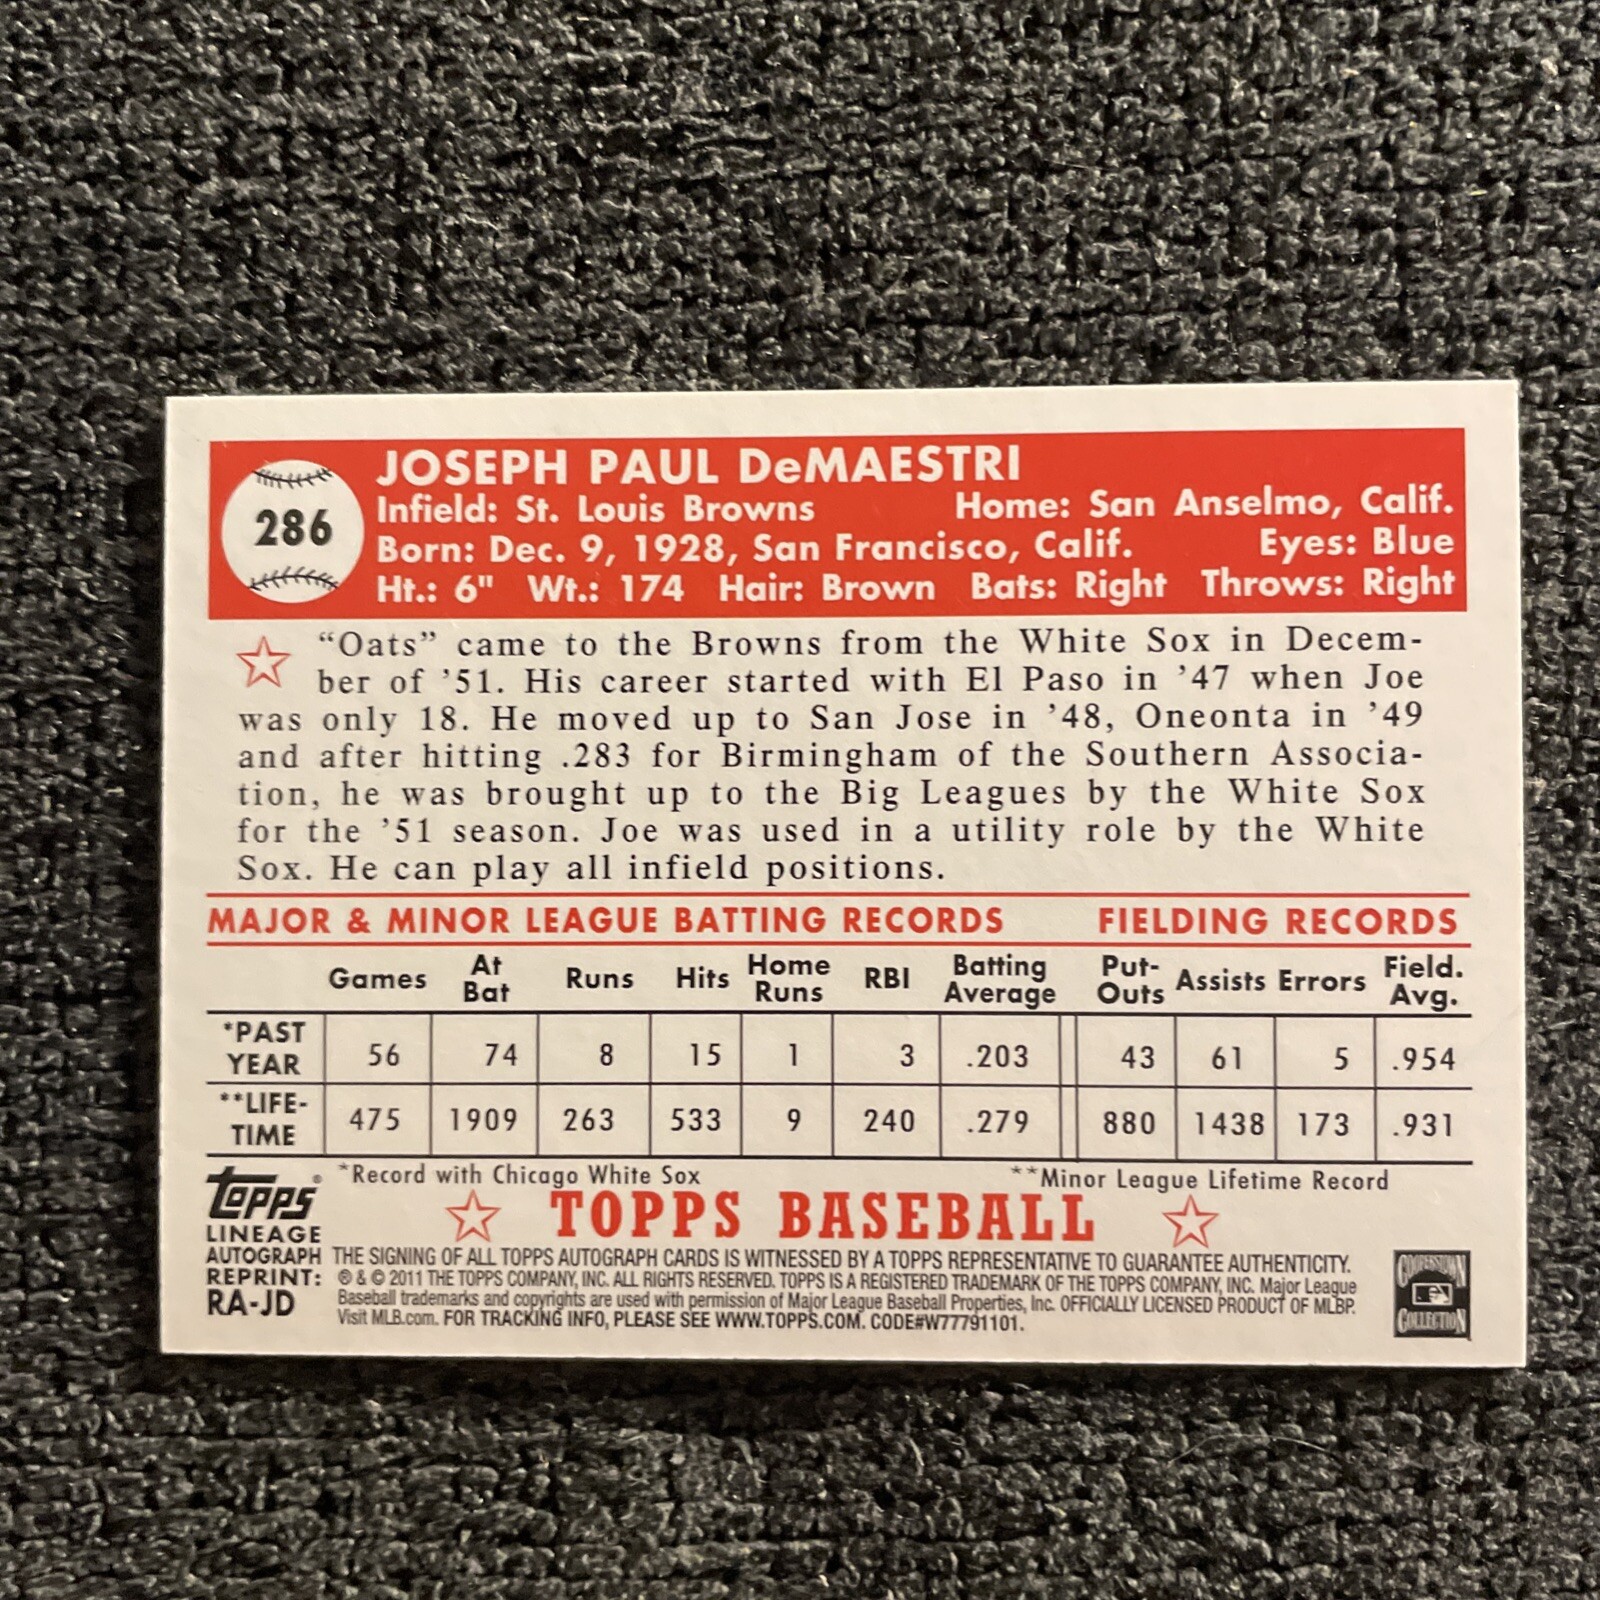 286
JOSEPH PAUL DeMAESTRI
Infield: St. Louis Browns Home: San Anselmo, Calif.
Born: Dec. 9, 1928, San Francisco, Calif. Eyes: Blue
Ht.: 6" Wt.: 174 Hair: Brown Bats: Right Throws: Right
“Oats” came to the Browns from the White Sox in Decem-
ber of ’51. His career started with El Paso in ’47 when Joe
was only 18. He moved up to San Jose in ’48, Oneonta in ’49
and after hitting .283 for Birmingham of the Southern Associa-
tion, he was brought up to the Big Leagues by the White Sox
for the ’51 season. Joe was used in a utility role by the White
Sox. He can play all infield positions.
MAJOR & MINOR LEAGUE BATTING RECORDS FIELDING RECORDS
Games At Bat Runs Hits Home Runs RBI Batting Average Put-Outs Assists Errors Field. Avg.
*PAST YEAR 56 74 8 15 1 3 .203 43 61 5 .954
**LIFE-TIME 475 1909 263 533 9 240 .279 880 1438 173 .931
*Record with Chicago White Sox **Minor League Lifetime Record
TOPPS BASEBALL
topps®
LINEAGE
AUTOGRAPH
REPRINT:
RA-JD
THE SIGNING OF ALL TOPPS AUTOGRAPH CARDS IS WITNESSED BY A TOPPS REPRESENTATIVE TO GUARANTEE AUTHENTICITY.
® & © 2011 THE TOPPS COMPANY, INC. ALL RIGHTS RESERVED. TOPPS IS A REGISTERED TRADEMARK OF THE TOPPS COMPANY, INC. Major League
Baseball trademarks and copyrights are used with permission of Major League Baseball Properties, Inc. OFFICIALLY LICENSED PRODUCT OF MLBP.
Visit MLB.com. FOR TRACKING INFO, PLEASE SEE WWW.TOPPS.COM. CODE#W77791101.
COOPERSTOWN
COLLECTION